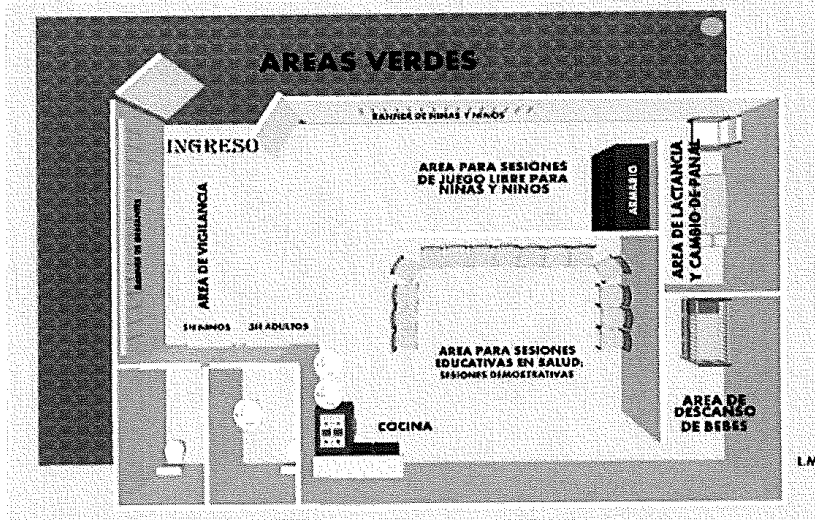 AREAS VERDES
BANNER DE NIÑAS Y NIÑOS
INGRESO
AREA PARA SESIONES
DE JUEGO LIBRE PARA
NIÑAS Y NIÑOS
ARMARIO
AREA DE LACTANCIA
Y CAMBIO DE PAÑAL
AREA DE VIGILANCIA
SH NIÑOS
SH ADULTOS
AREA PARA SESIONES
EDUCATIVAS EN SALUD;
SESIONES DEMOSTRATIVAS
COCINA
AREA DE
DESCANSO
DE BEBES
L.M